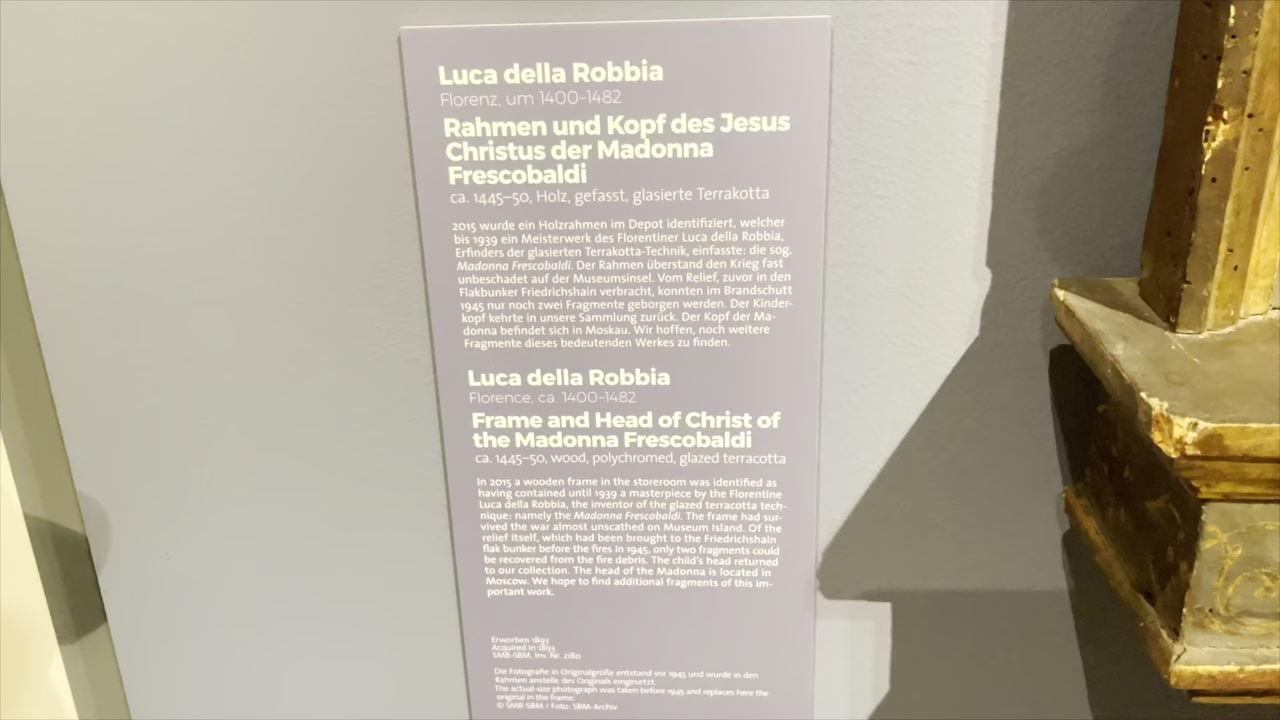 Luca della Robbia
Florenz, um 1400-1482
Rahmen und Kopf des Jesus
Christus der Madonna
Frescobaldi
ca. 1445–50, Holz, gefasst, glasierte Terrakotta
2015 wurde ein Holzrahmen im Depot identifiziert, welcher
bis 1939 ein Meisterwerk des Florentiner Luca della Robbia,
Erfinders der glasierten Terrakotta-Technik, einfasste: die sog.
Madonna Frescobaldi. Der Rahmen überstand den Krieg fast
unbeschadet auf der Museumsinsel. Vom Relief, zuvor in den
Flakbunker Friedrichshain verbracht, konnten im Brandschutt
1945 nur noch zwei Fragmente geborgen werden. Der Kinder-
kopf kehrte in unsere Sammlung zurück. Der Kopf der Ma-
donna befindet sich in Moskau. Wir hoffen, noch weitere
Fragmente dieses bedeutenden Werkes zu finden.
Luca della Robbia
Florence, ca. 1400-1482
Frame and Head of Christ of
the Madonna Frescobaldi
ca. 1445–50, wood, polychromed, glazed terracotta
In 2015 a wooden frame in the storeroom was identified as
having contained until 1939 a masterpiece by the Florentine
Luca della Robbia, the inventor of the glazed terracotta tech-
nique: namely the Madonna Frescobaldi. The frame had sur-
vived the war almost unscathed on Museum Island. Of the
relief itself, which had been brought to the Friedrichshain
flak bunker before the fires in 1945, only two fragments could
be recovered from the fire debris. The child's head returned
to our collection. The head of the Madonna is located in
Moscow. We hope to find additional fragments of this im-
portant work.
Erworben 1893
Acquired in 1893
SMB-SBM, Inv. Nr. 2180
Die Fotografie in Originalgröße entstand vor 1945 und wurde in den
Rahmen anstelle des Originals eingesetzt.
The actual-size photograph was taken before 1945 and replaces here the
original in the frame.
© SMB-SBM / Foto: SBM-Archiv